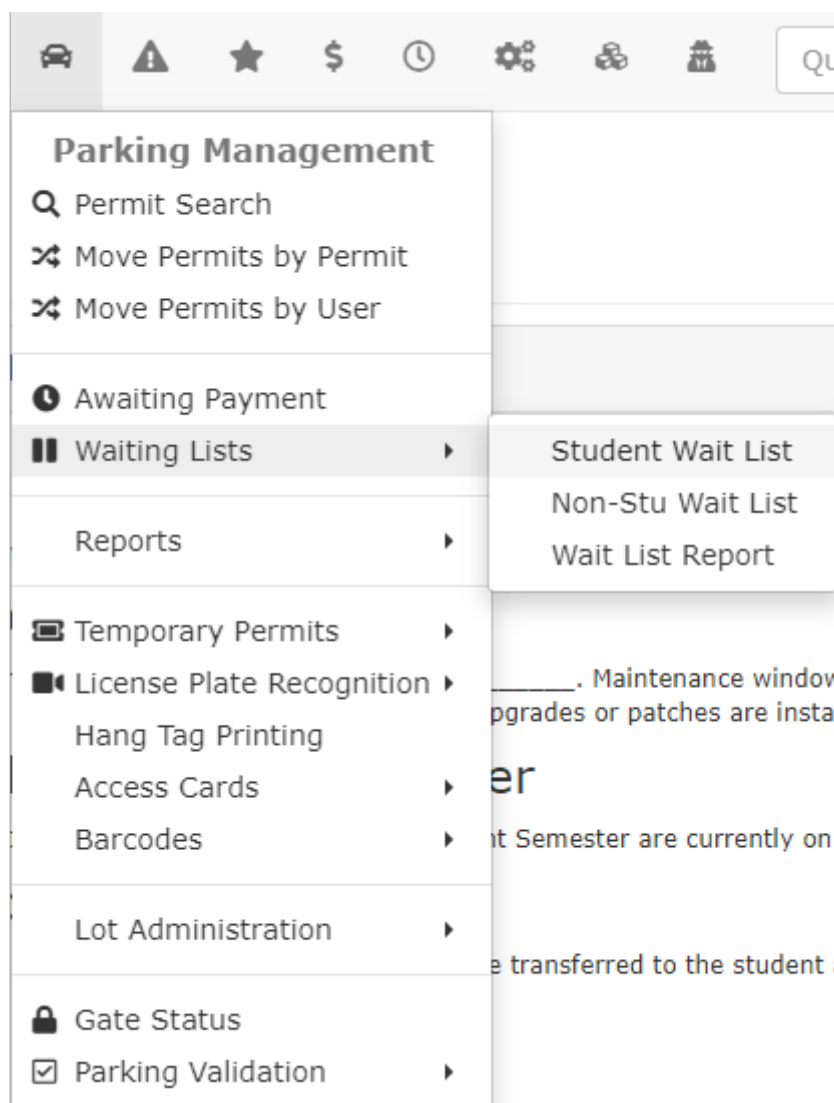 Qu
Parking Management
Permit Search
Move Permits by Permit
Move Permits by User
Awaiting Payment
Waiting Lists
Student Wait List
Non-Stu Wait List
Wait List Report
Reports
Temporary Permits
License Plate Recognition
Hang Tag Printing
Access Cards
Barcodes
Lot Administration
Gate Status
Parking Validation
______. Maintenance window
pgrades or patches are insta
er
nt Semester are currently on
e transferred to the student